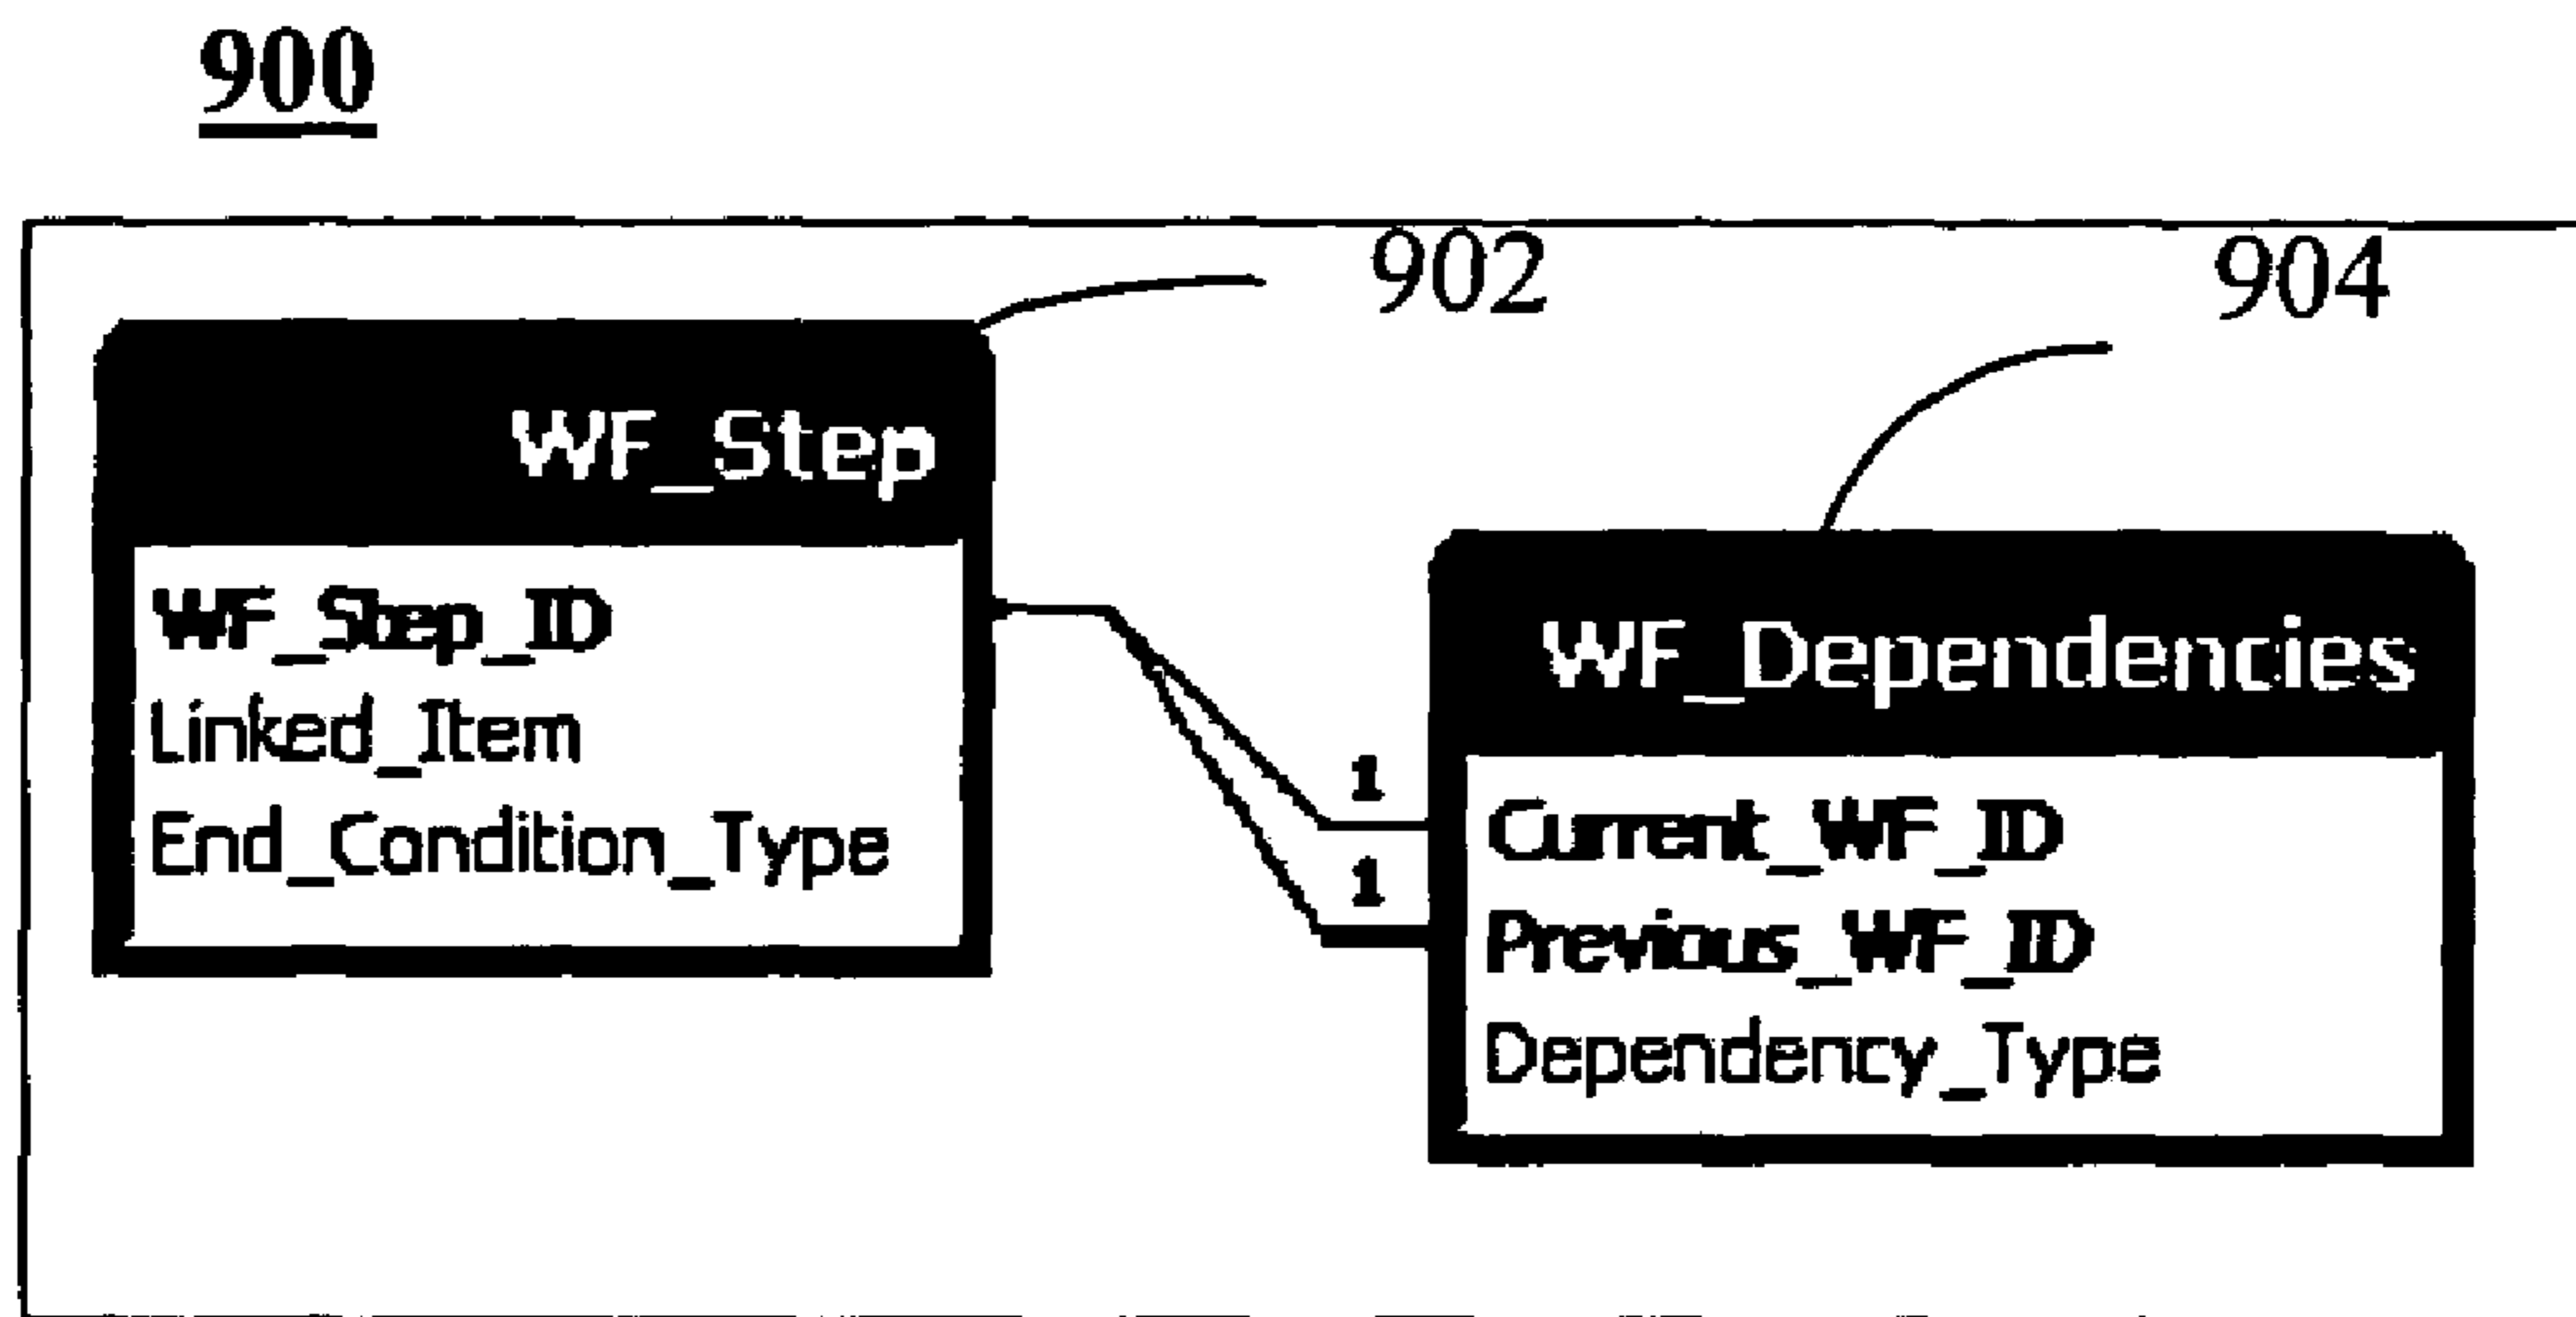 900
902
904
WF_Step
WF_Step_ID
Linked_Item
End_Condition_Type
1
1
WF_Dependencies
Current_WF_ID
Previous_WF_ID
Dependency_Type